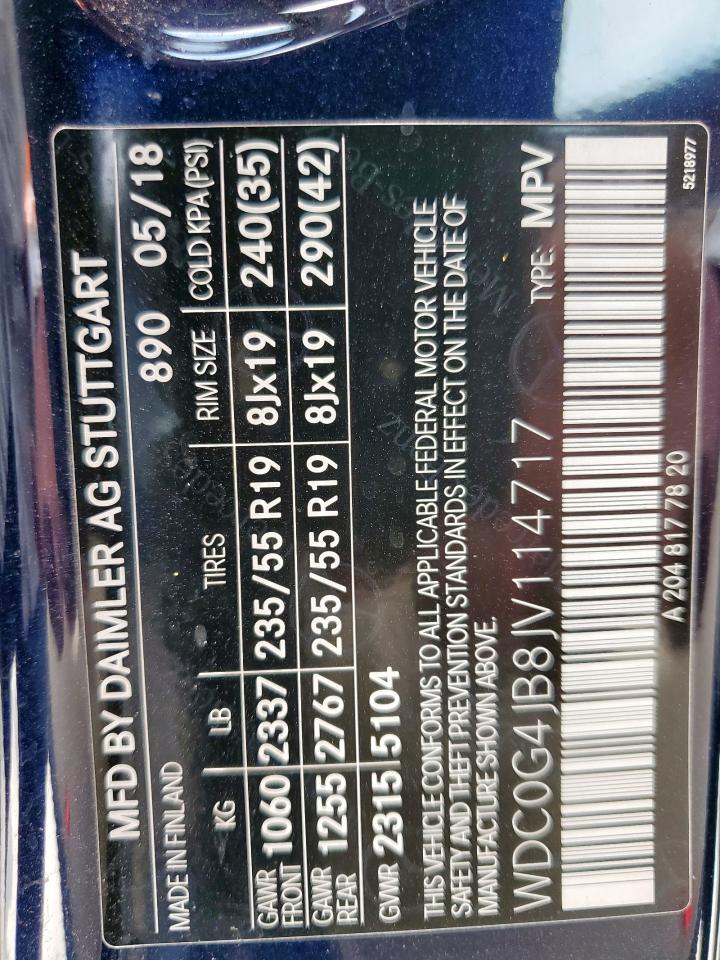 MFD BY DAIMLER AG STUTTGART
MADE IN FINLAND 890 05/18
KG LB TIRES RIM SIZE COLD KPA (PSI)
GAWR FRONT 1060 2337 235/55 R19 8Jx19 240(35)
GAWR REAR 1255 2767 235/55 R19 8Jx19 290(42)
GVWR 2315 5104
THIS VEHICLE CONFORMS TO ALL APPLICABLE FEDERAL MOTOR VEHICLE
SAFETY AND THEFT PREVENTION STANDARDS IN EFFECT ON THE DATE OF
MANUFACTURE SHOWN ABOVE.
WDC0G4JB8JV114717 TYPE: MPV
A 204 817 78 20
5218977